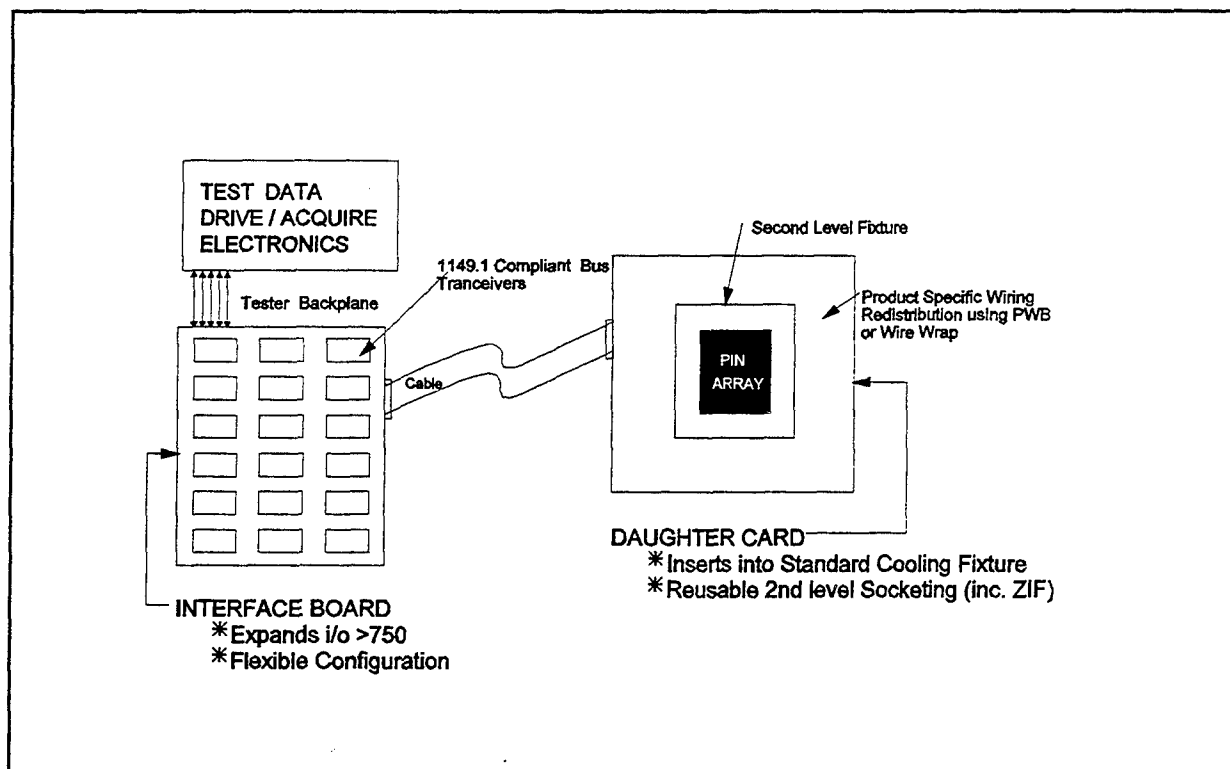 TEST DATA
DRIVE / ACQUIRE
ELECTRONICS
Tester Backplane
1149.1 Compliant Bus
Tranceivers
Cable
Second Level Fixture
Product Specific Wiring
Redistribution using PWB
or Wire Wrap
PIN
ARRAY
INTERFACE BOARD
* Expands i/o >750
* Flexible Configuration
DAUGHTER CARD
* Inserts into Standard Cooling Fixture
* Reusable 2nd level Socketing (inc. ZIF)